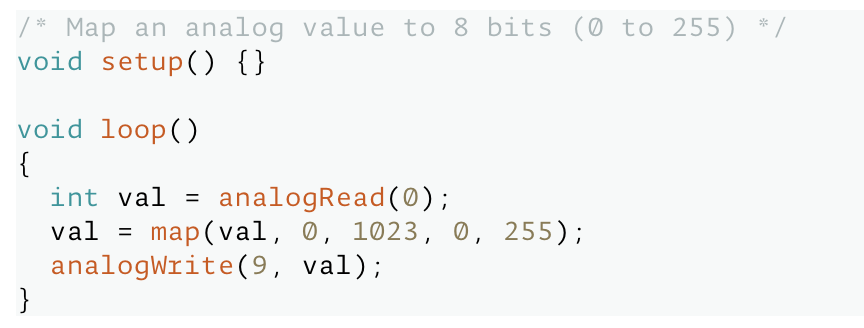 /* Map an analog value to 8 bits (0 to 255) */
void setup() {}
void loop()
{
int val = analogRead(0);
val = map(val, 0, 1023, 0, 255);
analogWrite(9, val);
}